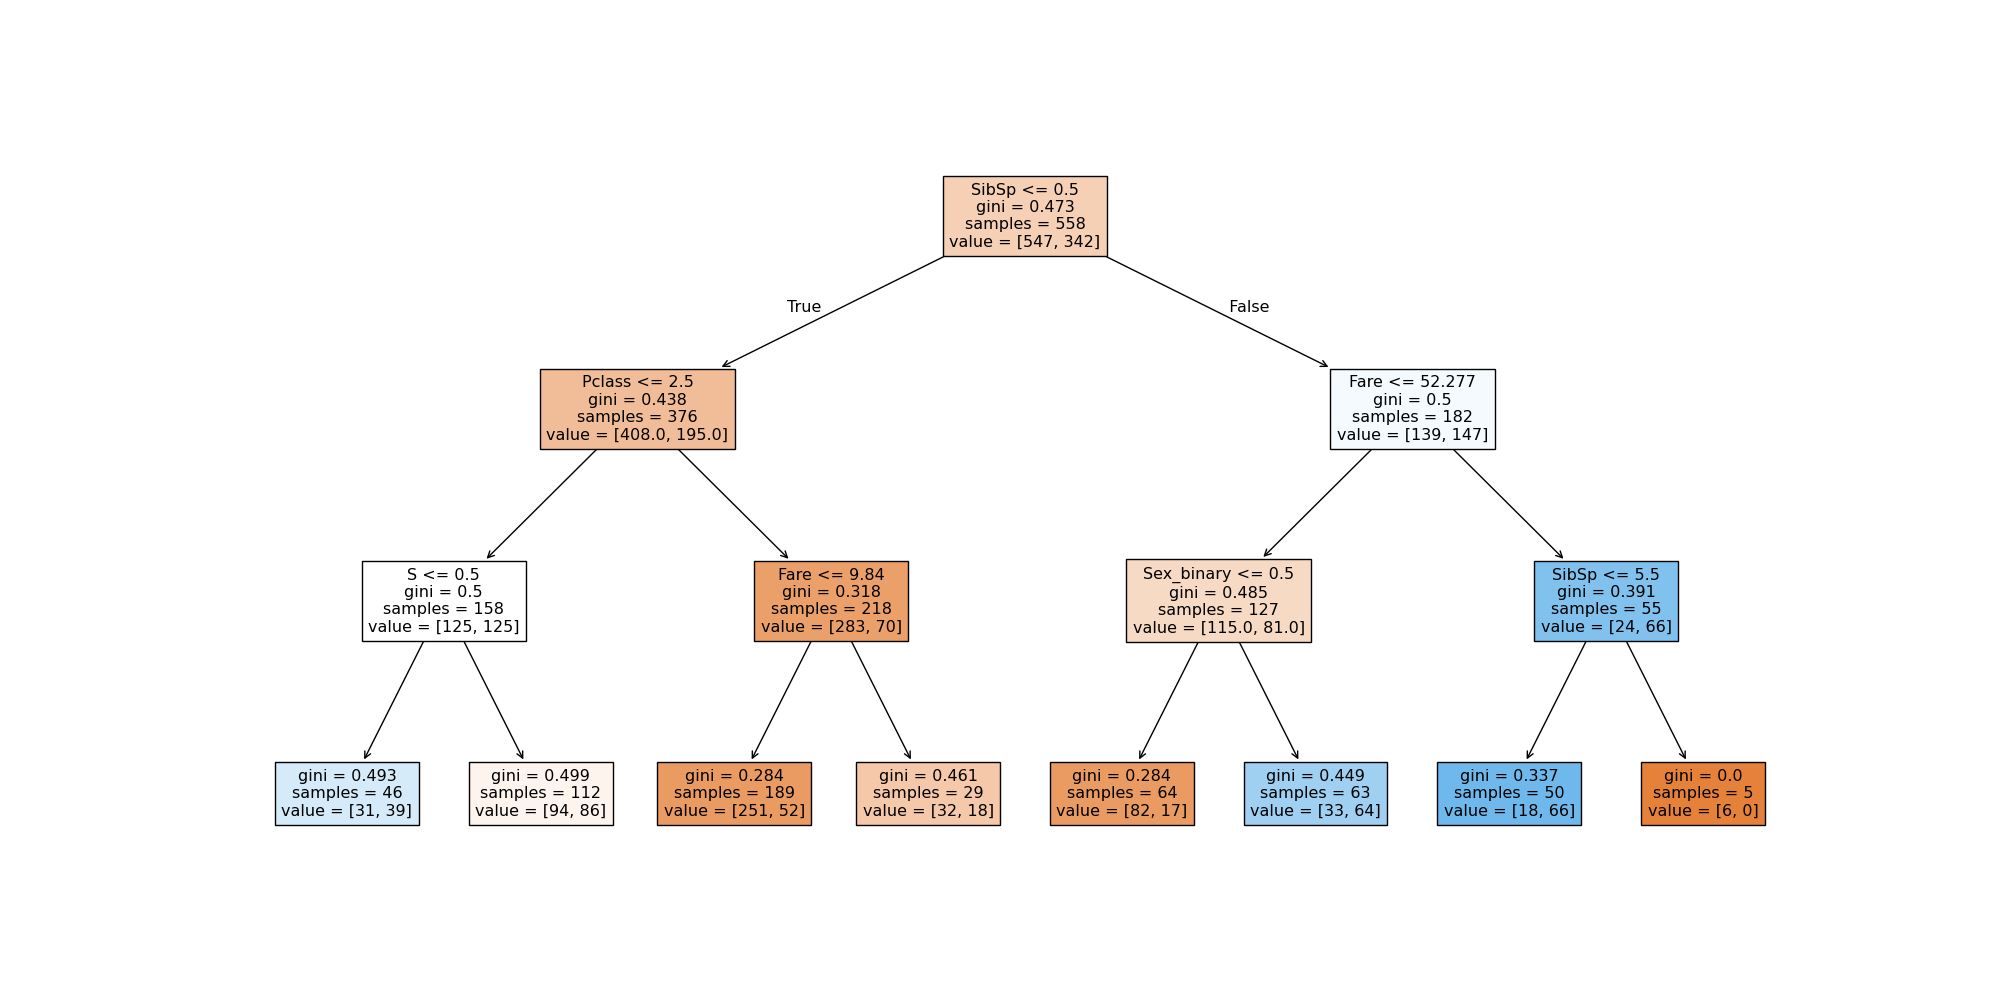 SibSp <= 0.5
gini = 0.473
samples = 558
value = [547, 342]
True
False
Pclass <= 2.5
gini = 0.438
samples = 376
value = [408.0, 195.0]
Fare <= 52.277
gini = 0.5
samples = 182
value = [139, 147]
S <= 0.5
gini = 0.5
samples = 158
value = [125, 125]
Fare <= 9.84
gini = 0.318
samples = 218
value = [283, 70]
Sex_binary <= 0.5
gini = 0.485
samples = 127
value = [115.0, 81.0]
SibSp <= 5.5
gini = 0.391
samples = 55
value = [24, 66]
gini = 0.493
samples = 46
value = [31, 39]
gini = 0.499
samples = 112
value = [94, 86]
gini = 0.284
samples = 189
value = [251, 52]
gini = 0.461
samples = 29
value = [32, 18]
gini = 0.284
samples = 64
value = [82, 17]
gini = 0.449
samples = 63
value = [33, 64]
gini = 0.337
samples = 50
value = [18, 66]
gini = 0.0
samples = 5
value = [6, 0]